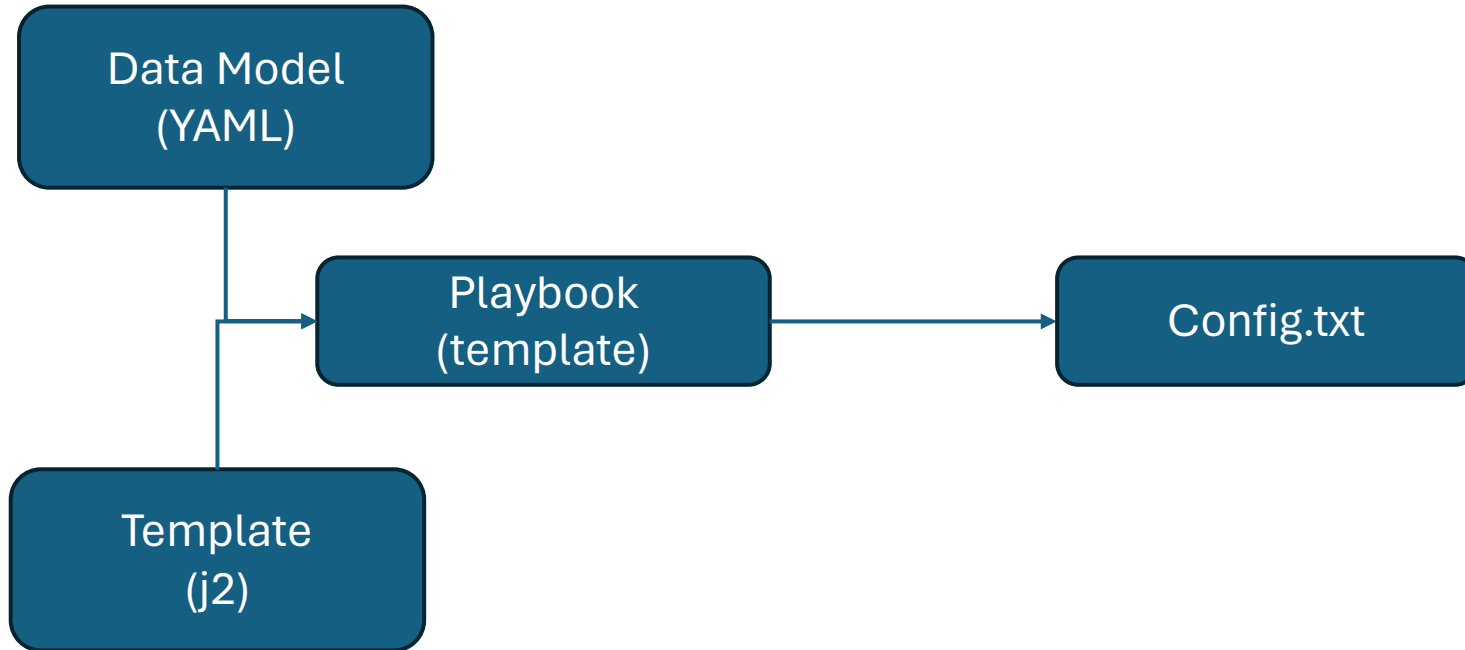 Data Model
(YAML)
Playbook
(template)
Config.txt
Template
(j2)